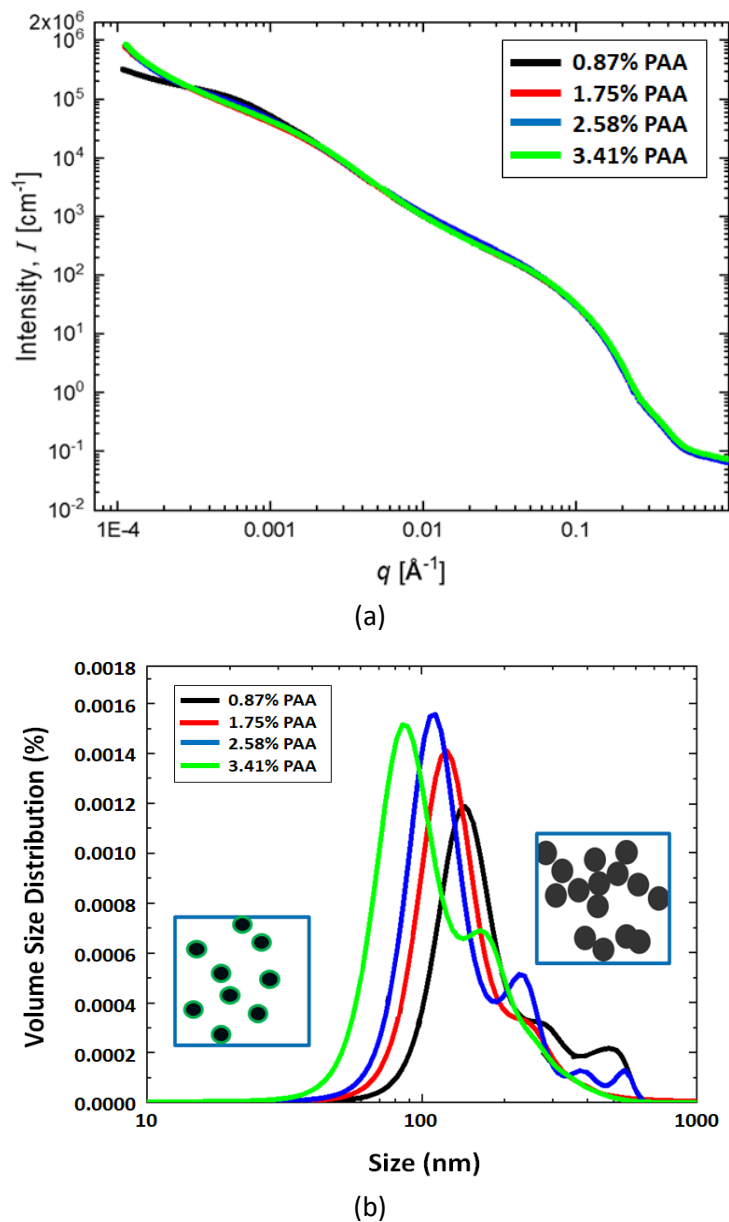 2x10⁶
10⁶
10⁵
10⁴
10³
10²
10¹
10⁰
10⁻¹
10⁻²
Intensity, I [cm⁻¹]
0.87% PAA
1.75% PAA
2.58% PAA
3.41% PAA
1E-4 0.001 0.01 0.1
q [Å⁻¹]
(a)
0.0018
0.0016
0.0014
0.0012
0.0010
0.0008
0.0006
0.0004
0.0002
0.0000
Volume Size Distribution (%)
0.87% PAA
1.75% PAA
2.58% PAA
3.41% PAA
10 100 1000
Size (nm)
(b)